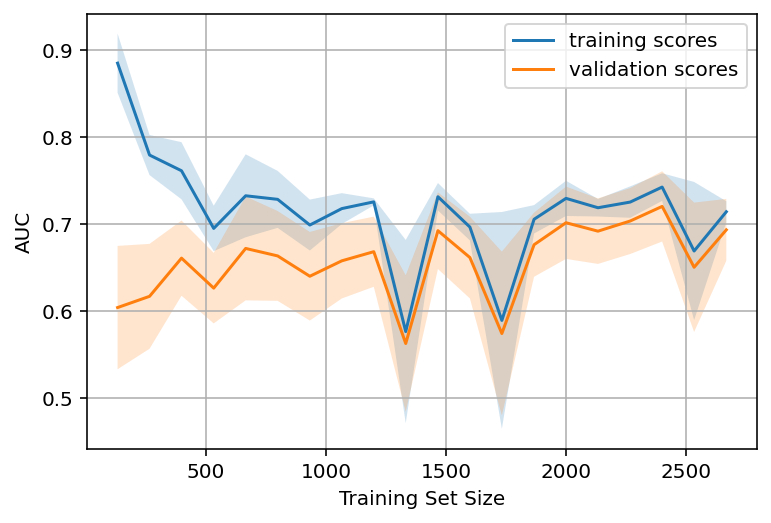 training scores
validation scores
0.9
0.8
0.7
0.6
0.5
AUC
500
1000
1500
2000
2500
Training Set Size